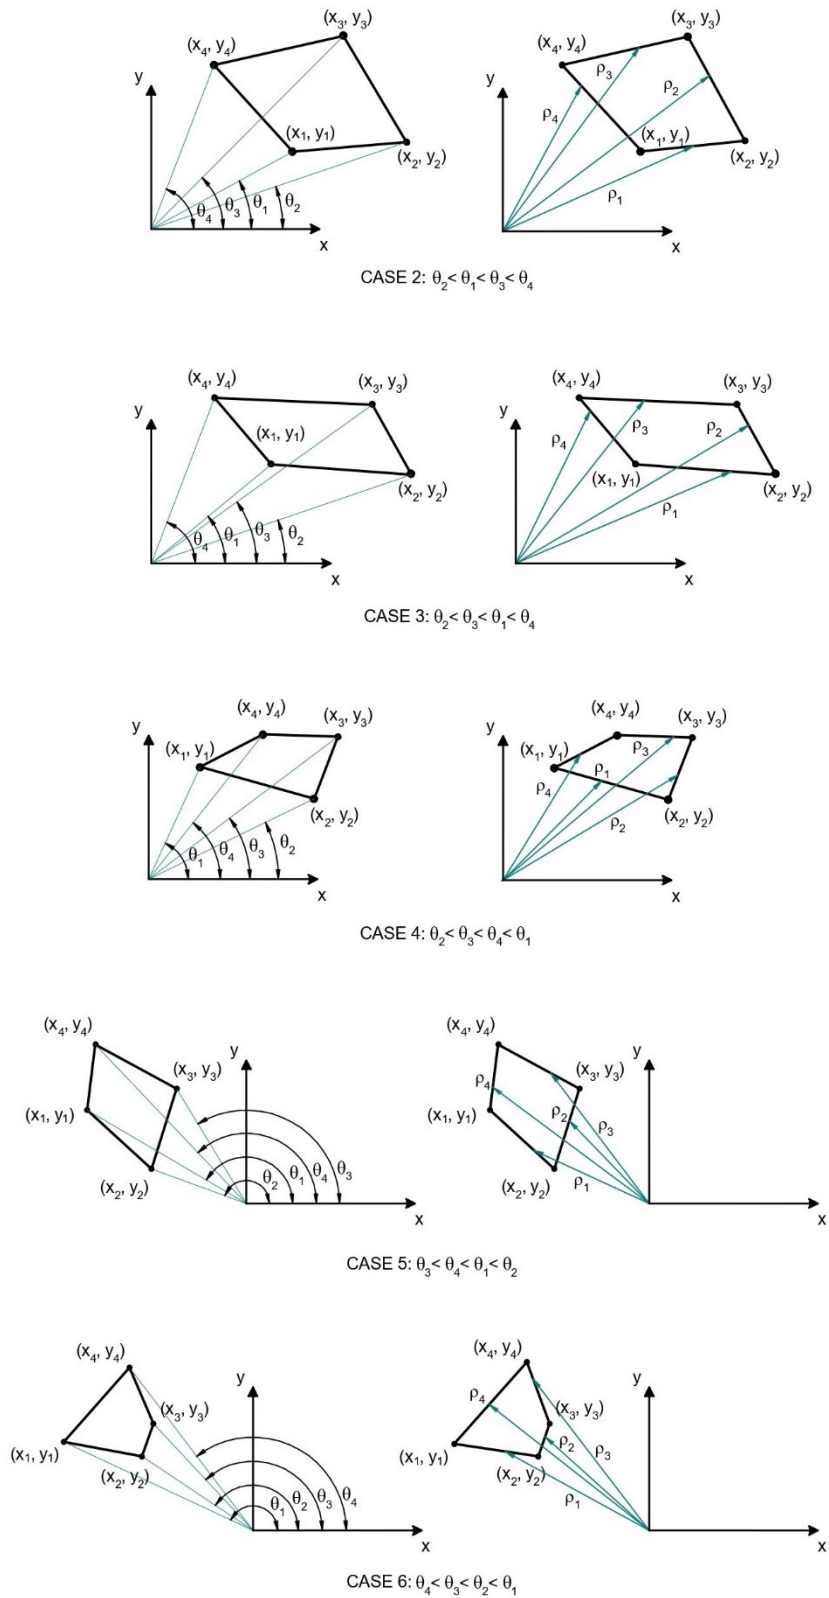 (x3, y3) (x3, y3)
(x4, y4) (x4, y4)
ρ3
y ρ2 y
ρ4
(x1, y1) (x1, y1)
(x2, y2) (x2, y2)
ρ1
θ4 θ3 θ1 θ2
x x
CASE 2: θ2< θ1< θ3< θ4
(x4, y4) (x3, y3) (x4, y4) (x3, y3)
y (x1, y1) y ρ4 ρ3 ρ2
(x1, y1)
(x2, y2) (x2, y2)
ρ1
θ4 θ1 θ3 θ2
x x
CASE 3: θ2< θ3< θ1< θ4
(x4, y4) (x3, y3) (x4, y4) (x3, y3)
y (x1, y1) y (x1, y1) ρ3
ρ4 ρ1
(x2, y2) ρ2 (x2, y2)
θ1 θ4 θ3 θ2
x x
CASE 4: θ2< θ3< θ4< θ1
(x4, y4) (x4, y4)
y y
(x3, y3) (x3, y3)
ρ4
(x1, y1) (x1, y1) ρ2 ρ3
(x2, y2) (x2, y2) ρ1
θ2 θ1 θ4 θ3
x x
CASE 5: θ3< θ4< θ1< θ2
(x4, y4) (x4, y4)
y y
ρ4
(x3, y3) (x3, y3)
(x1, y1) (x1, y1) ρ2 ρ3
(x2, y2) (x2, y2)
ρ1
θ1 θ2 θ3 θ4
x x
CASE 6: θ4< θ3< θ2< θ1